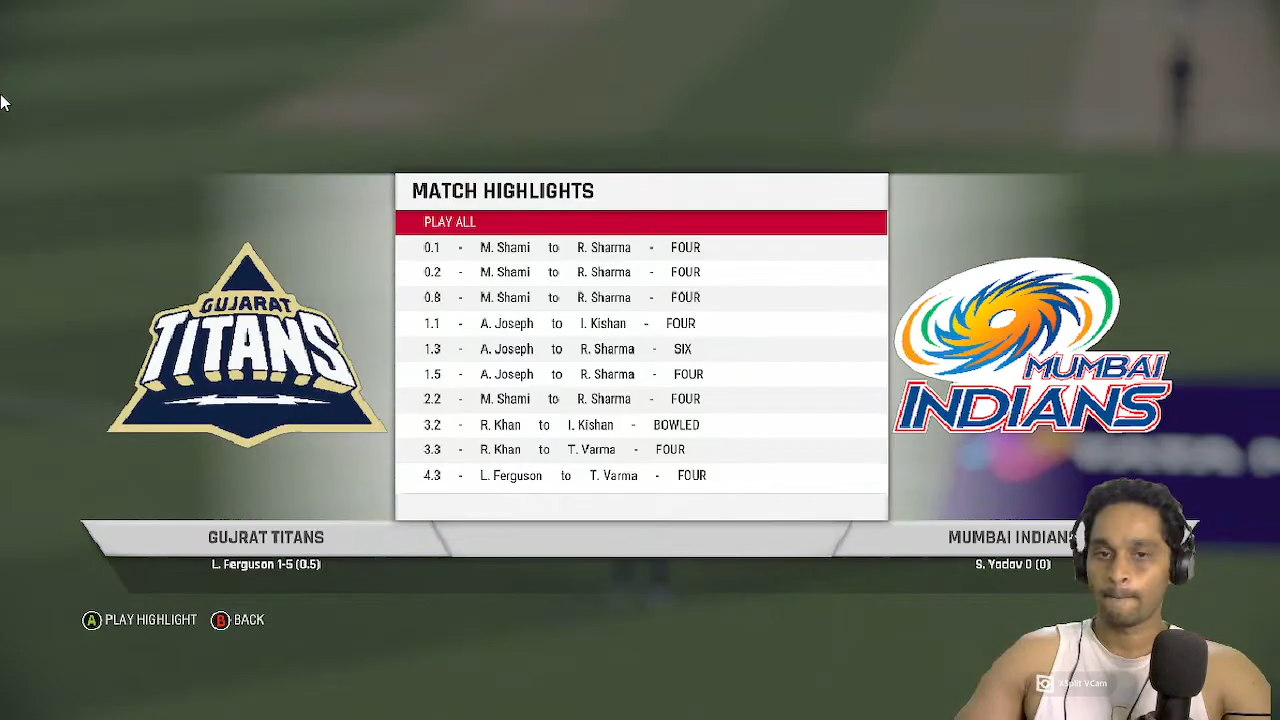 MATCH HIGHLIGHTS
PLAY ALL
0.1 - M. Shami to R. Sharma - FOUR
0.2 - M. Shami to R. Sharma - FOUR
0.8 - M. Shami to R. Sharma - FOUR
1.1 - A. Joseph to I. Kishan - FOUR
1.3 - A. Joseph to R. Sharma - SIX
1.5 - A. Joseph to R. Sharma - FOUR
2.2 - M. Shami to R. Sharma - FOUR
3.2 - R. Khan to I. Kishan - BOWLED
3.3 - R. Khan to T. Varma - FOUR
4.3 - L. Ferguson to T. Varma - FOUR
GUJARAT
TITANS
MUMBAI
INDIANS
GUJRAT TITANS
MUMBAI INDIANS
L. Ferguson 1-5 (0.5)
S. Yadav 0 (0)
A PLAY HIGHLIGHT B BACK
XSplit VCam